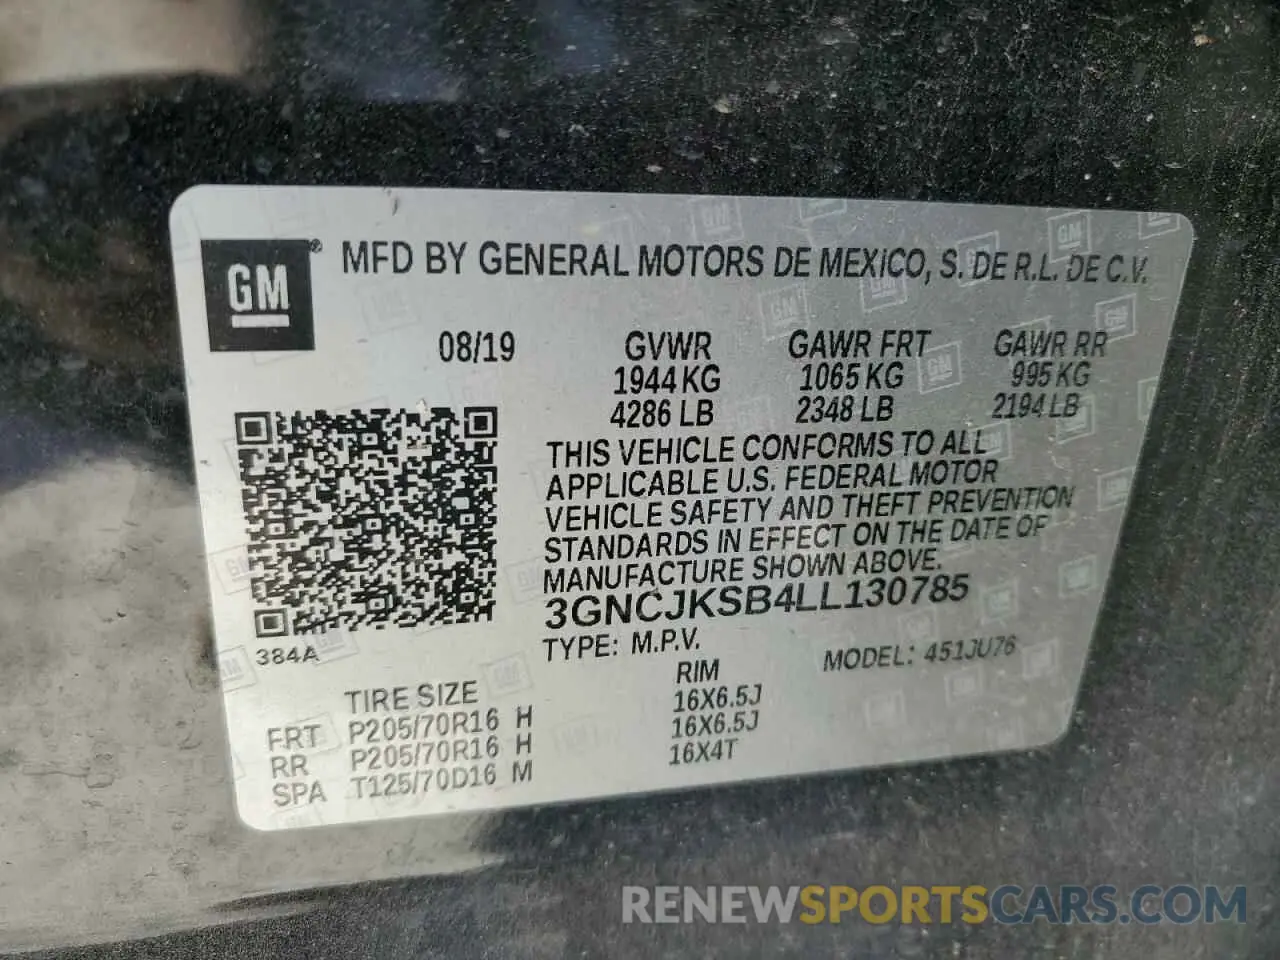 GM® MFD BY GENERAL MOTORS DE MEXICO, S. DE R.L. DE C.V.
08/19 GVWR GAWR FRT GAWR RR
1944 KG 1065 KG 995 KG
4286 LB 2348 LB 2194 LB
THIS VEHICLE CONFORMS TO ALL
APPLICABLE U.S. FEDERAL MOTOR
VEHICLE SAFETY AND THEFT PREVENTION
STANDARDS IN EFFECT ON THE DATE OF
MANUFACTURE SHOWN ABOVE.
3GNCJKSB4LL130785
384A
TYPE: M.P.V. MODEL: 451JU76
TIRE SIZE RIM
FRT P205/70R16 H 16X6.5J
RR P205/70R16 H 16X6.5J
SPA T125/70D16 M 16X4T
RENEWSPORTSCARS.COM